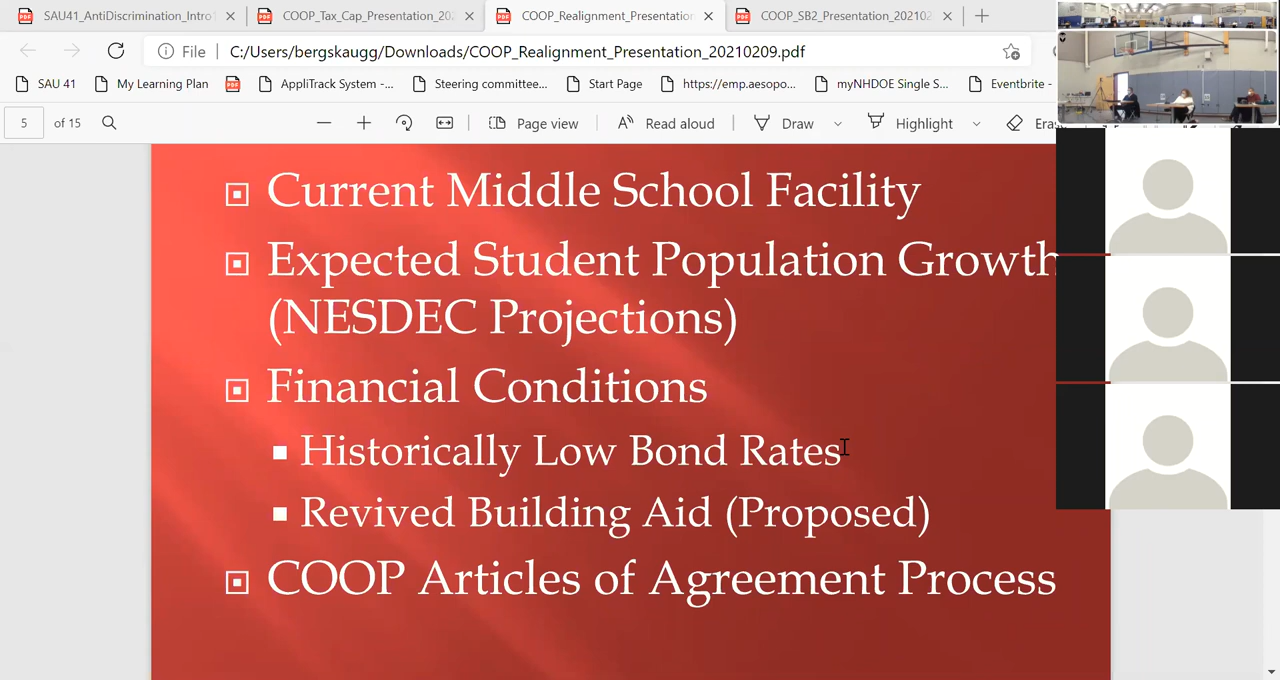 SAU41_AntiDiscrimination_Intro
COOP_Tax_Cap_Presentation_202
COOP_Realignment_Presentation
COOP_SB2_Presentation_202102
File
C:/Users/bergskaugg/Downloads/COOP_Realignment_Presentation_20210209.pdf
SAU 41
My Learning Plan
AppliTrack System -...
Steering committee...
Start Page
https://emp.aesopo...
myNHDOE Single S...
Eventbrite -
5 of 15
Page view
Read aloud
Draw
Highlight
Current Middle School Facility
Expected Student Population Growth
(NESDEC Projections)
Financial Conditions
Historically Low Bond Rates
Revived Building Aid (Proposed)
COOP Articles of Agreement Process